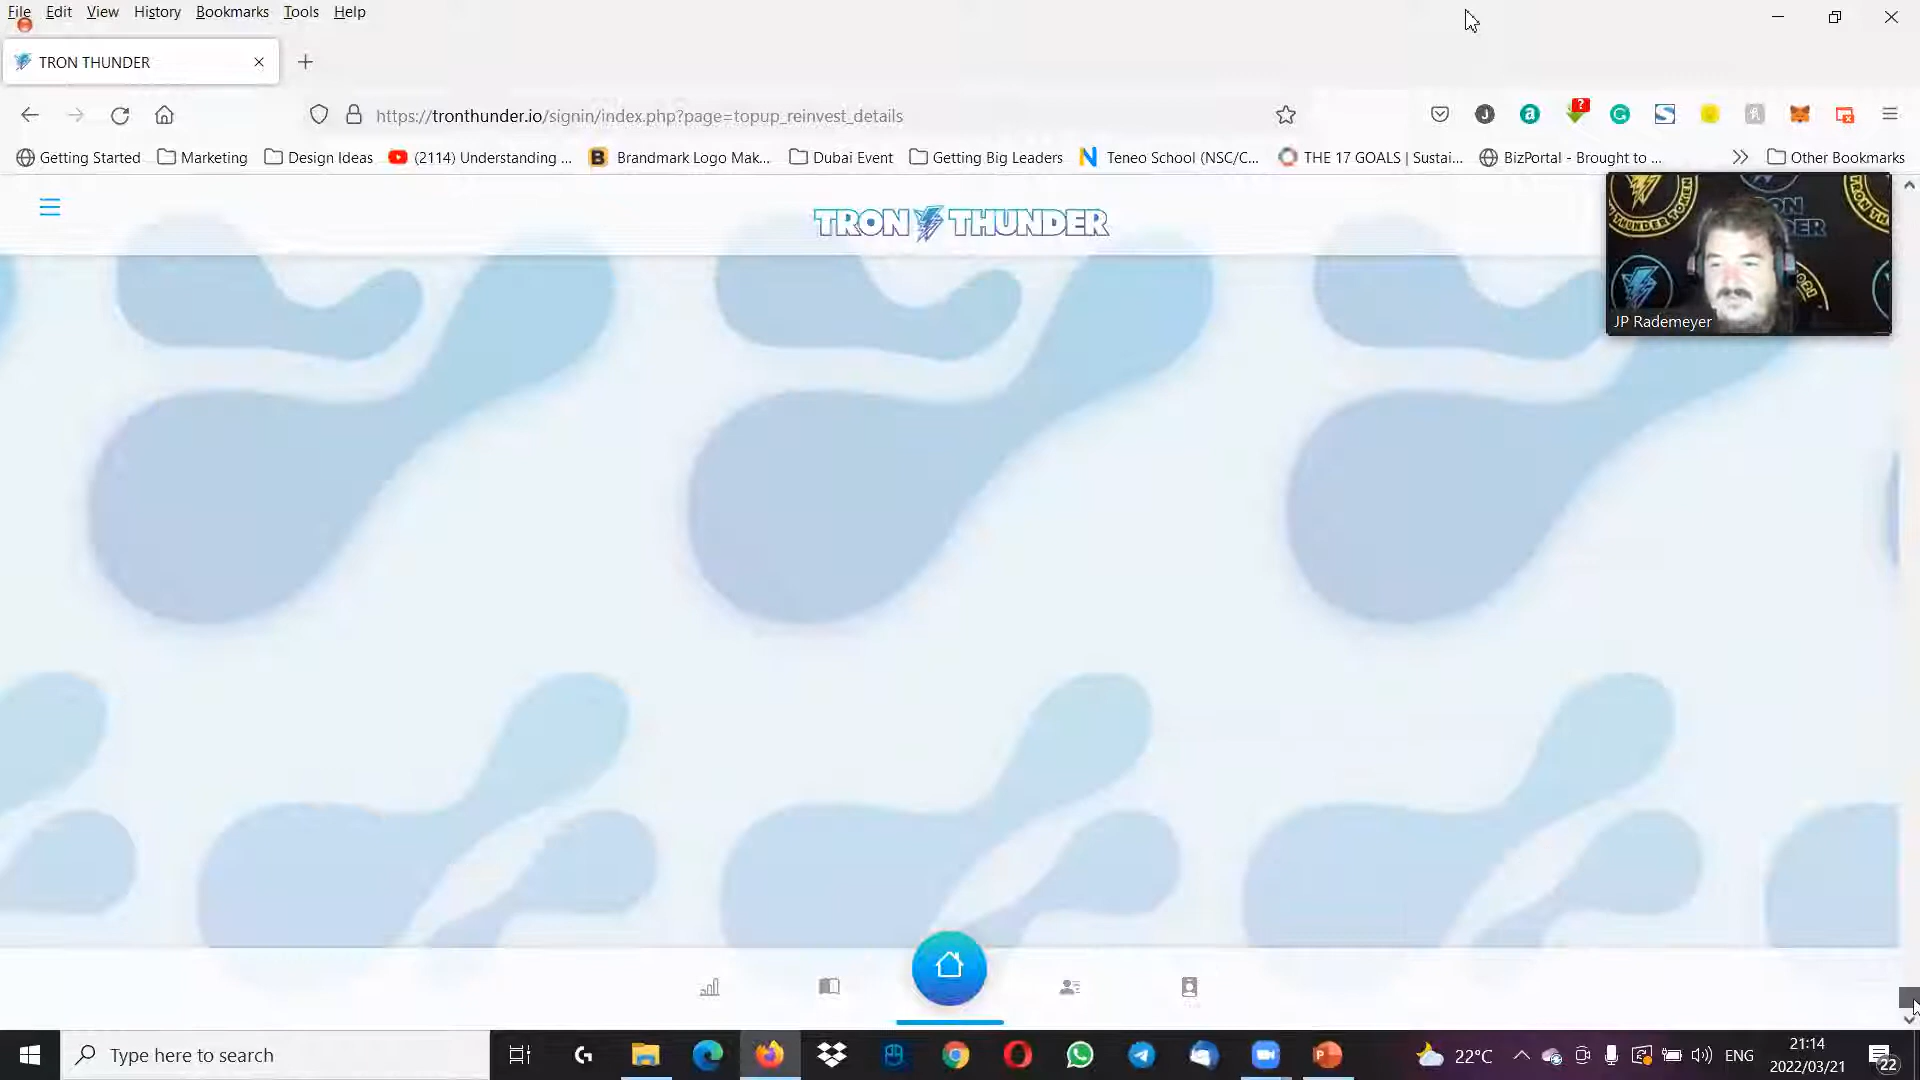 File Edit View History Bookmarks Tools Help
TRON THUNDER
https://tronthunder.io/signin/index.php?page=topup_reinvest_details
Getting Started Marketing Design Ideas (2114) Understanding ... Brandmark Logo Mak... Dubai Event Getting Big Leaders Teneo School (NSC/C... THE 17 GOALS | Sustai... BizPortal - Brought to ... Other Bookmarks
TRON THUNDER
JP Rademeyer
Type here to search
22°C
ENG
21:14
2022/03/21
22